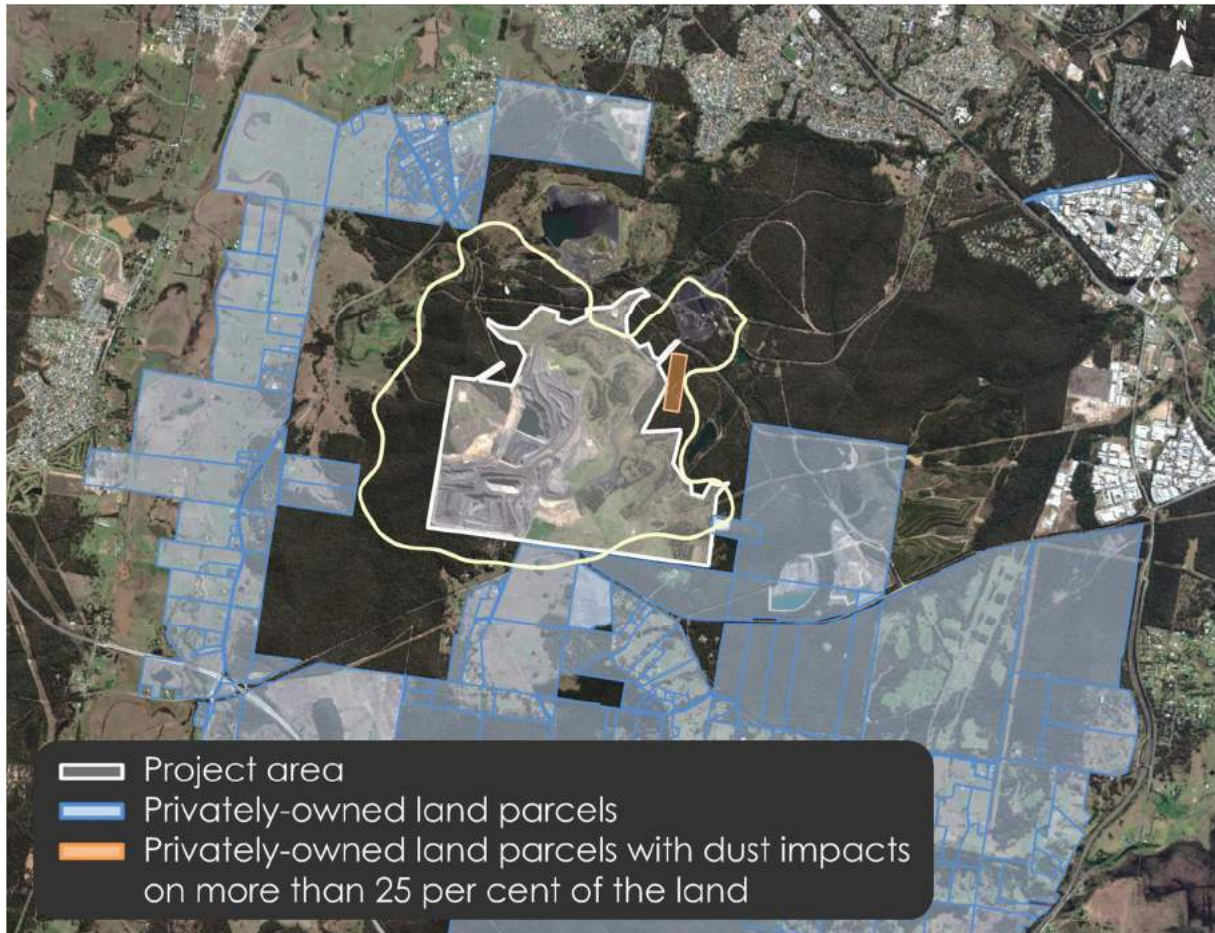 N
Project area
Privately-owned land parcels
Privately-owned land parcels with dust impacts
on more than 25 per cent of the land